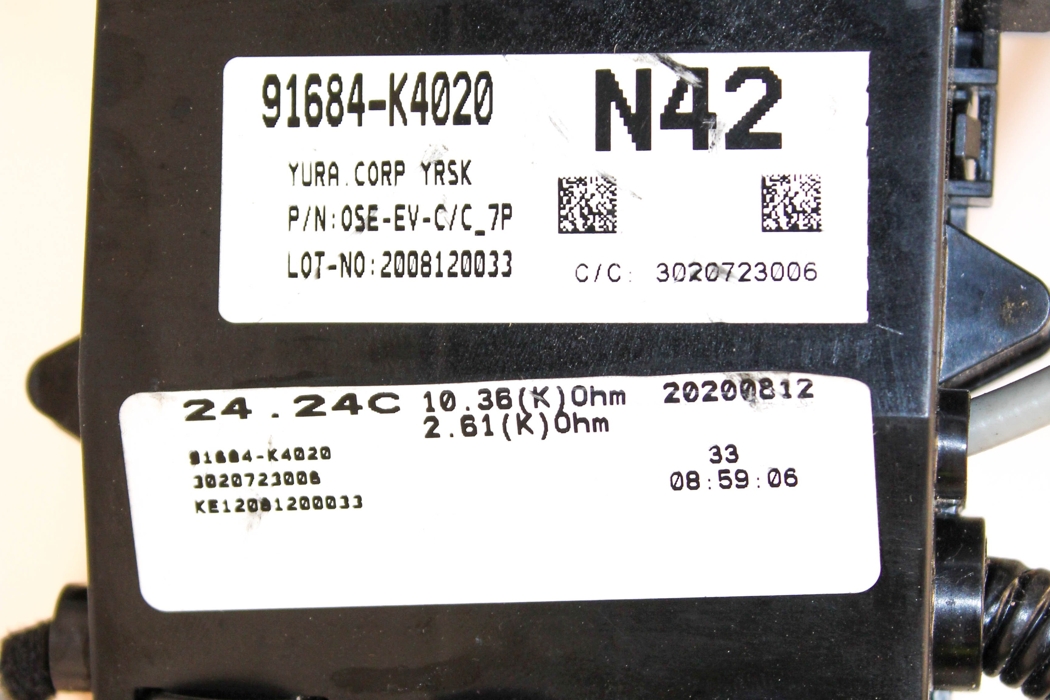 91684-K4020
N42
YURA.CORP YRSK
P/N:OSE-EV-C/C_7P
LOT-NO:2008120033
C/C: 3020723006
24.24C
10.36(K)Ohm
2.61(K)Ohm
20200812
91684-K4020
3020723006
KE12081200033
33
08:59:06